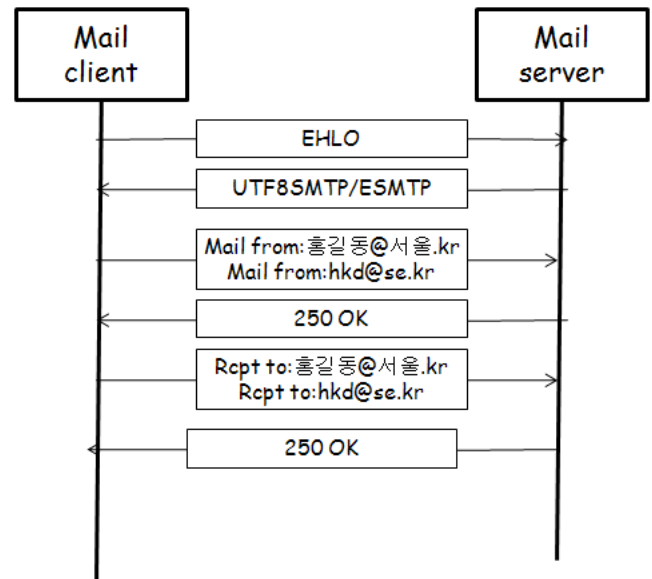 Mail
client
Mail
server
EHLO
UTF8SMTP/ESMTP
Mail from:홍길동@서울.kr
Mail from:hkd@se.kr
250 OK
Rcpt to:홍길동@서울.kr
Rcpt to:hkd@se.kr
250 OK